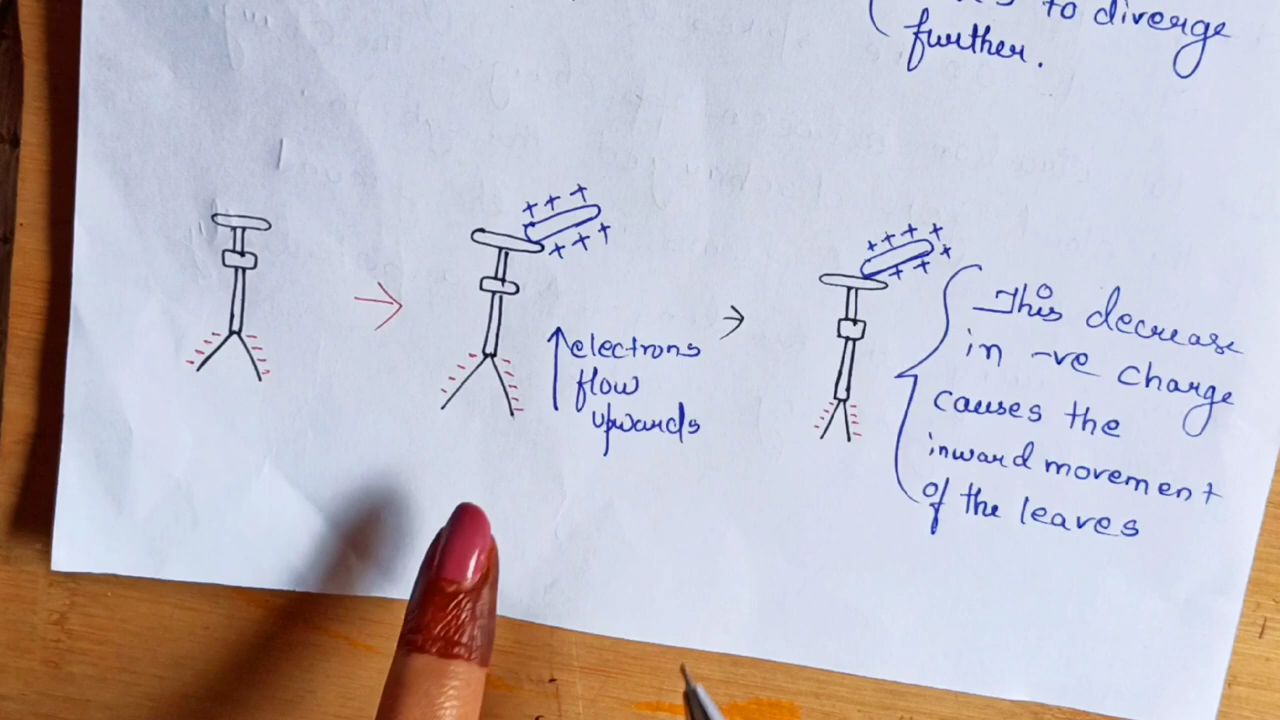 to diverge
further.
electrons
flow
upwards
This decrease
in -ve charge
causes the
inward movement
of the leaves